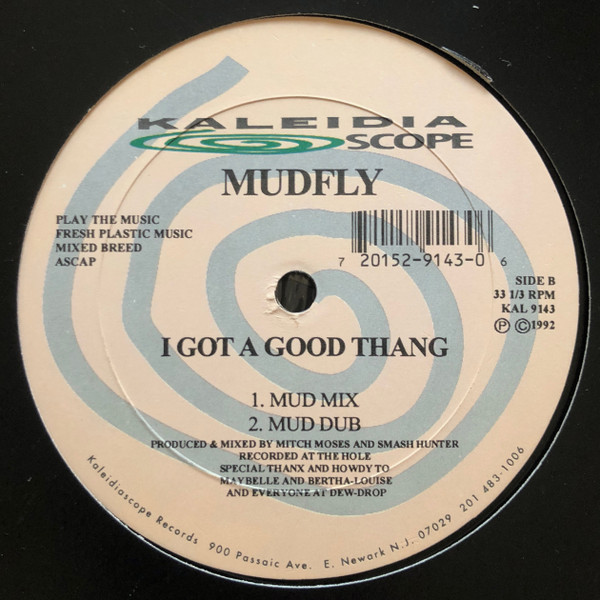 KALEIDIA
SCOPE
MUDFLY
PLAY THE MUSIC
FRESH PLASTIC MUSIC
MIXED BREED
ASCAP
7 20152-9143-0 6
SIDE B
33 1/3 RPM
KAL 9143
Ⓟ ©1992
I GOT A GOOD THANG
1. MUD MIX
2. MUD DUB
PRODUCED & MIXED BY MITCH MOSES AND SMASH HUNTER
RECORDED AT THE HOLE
SPECIAL THANX AND HOWDY TO
MAYBELLE AND BERTHA-LOUISE
AND EVERYONE AT DEW-DROP
Kaleidioscope Records 900 Passaic Ave. E. Newark N.J. 07029 201 483-1006